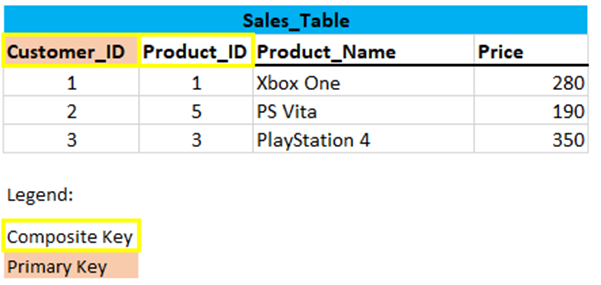 Sales_Table
Customer_ID Product_ID Product_Name Price
1 1 Xbox One 280
2 5 PS Vita 190
3 3 PlayStation 4 350
Legend:
Composite Key
Primary Key